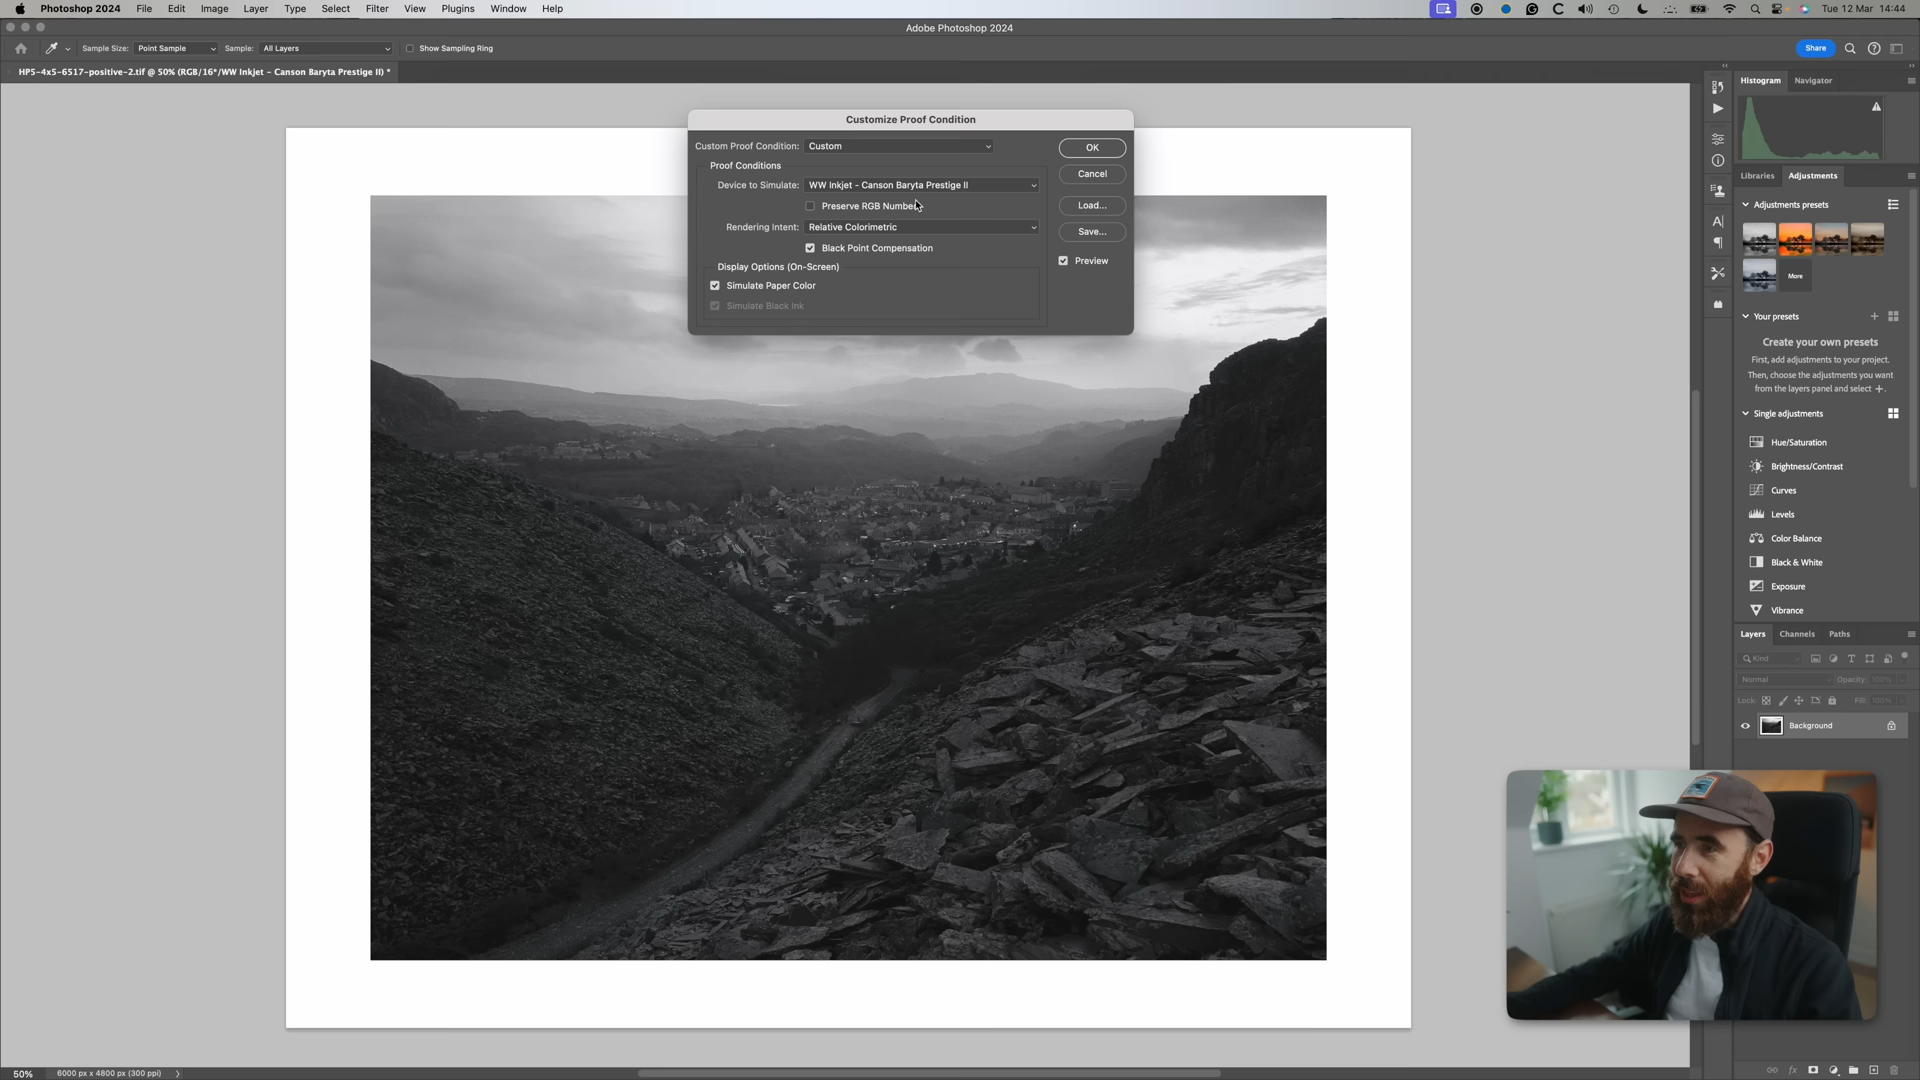 Photoshop 2024 File Edit Image Layer Type Select Filter View Plugins Window Help Tue 12 Mar 14:44
Adobe Photoshop 2024
Sample Size: Point Sample Sample: All Layers Show Sampling Ring Share
HP5-4x5-6517-positive-2.tif @ 50% (RGB/16*/WW Inkjet - Canson Baryta Prestige II) *
Customize Proof Condition
Custom Proof Condition: Custom
OK
Proof Conditions
Cancel
Device to Simulate: WW Inkjet - Canson Baryta Prestige II
Preserve RGB Numbers
Load...
Rendering Intent: Relative Colorimetric
Save...
Black Point Compensation
Preview
Display Options (On-Screen)
Simulate Paper Color
Simulate Black Ink
Histogram Navigator
Libraries Adjustments
Adjustments presets
More
Your presets
Create your own presets
First, add adjustments to your project.
Then, choose the adjustments you want
from the layers panel and select +.
Single adjustments
Hue/Saturation
Brightness/Contrast
Curves
Levels
Color Balance
Black & White
Exposure
Vibrance
Layers Channels Paths
Kind
Normal Opacity: 100%
Lock: Fill: 100%
Background
50% 6000 px x 4800 px (300 ppi)